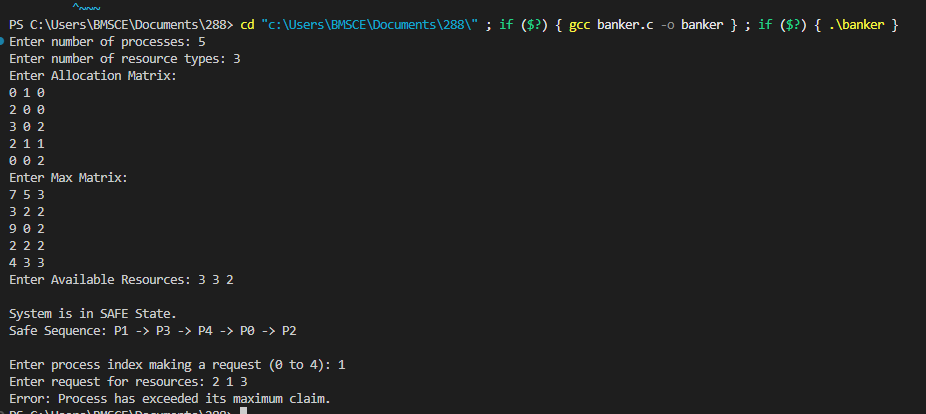 PS C:\Users\BMSCE\Documents\288> cd "c:\Users\BMSCE\Documents\288\" ; if ($?) { gcc banker.c -o banker } ; if ($?) { .\banker }
Enter number of processes: 5
Enter number of resource types: 3
Enter Allocation Matrix:
0 1 0
2 0 0
3 0 2
2 1 1
0 0 2
Enter Max Matrix:
7 5 3
3 2 2
9 0 2
2 2 2
4 3 3
Enter Available Resources: 3 3 2
System is in SAFE State.
Safe Sequence: P1 -> P3 -> P4 -> P0 -> P2
Enter process index making a request (0 to 4): 1
Enter request for resources: 2 1 3
Error: Process has exceeded its maximum claim.
PS C:\Users\BMSCE\Documents\288>